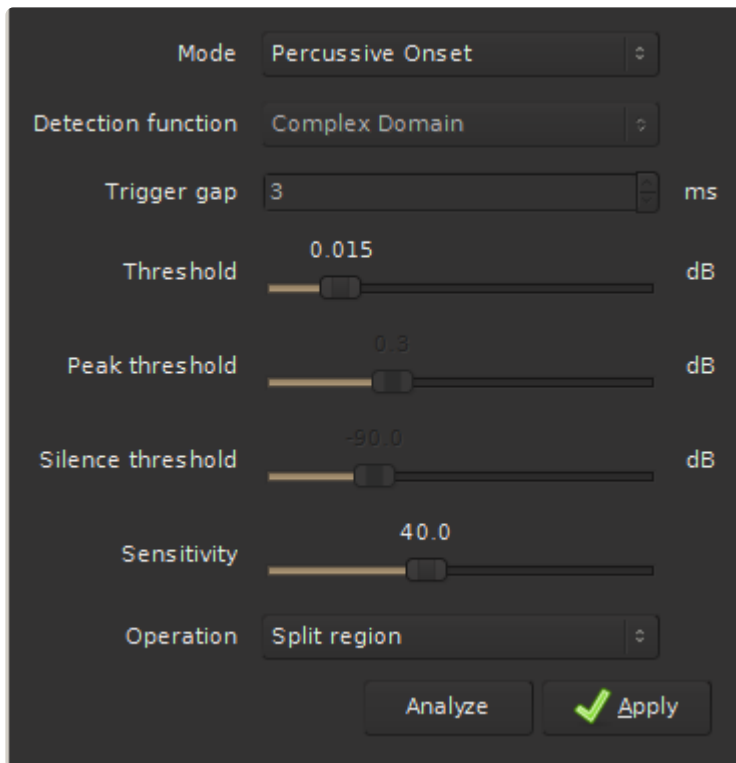 Mode Percussive Onset
Detection function Complex Domain
Trigger gap 3 ms
0.015
Threshold dB
0.3
Peak threshold dB
-90.0
Silence threshold dB
40.0
Sensitivity
Operation Split region
Analyze Apply